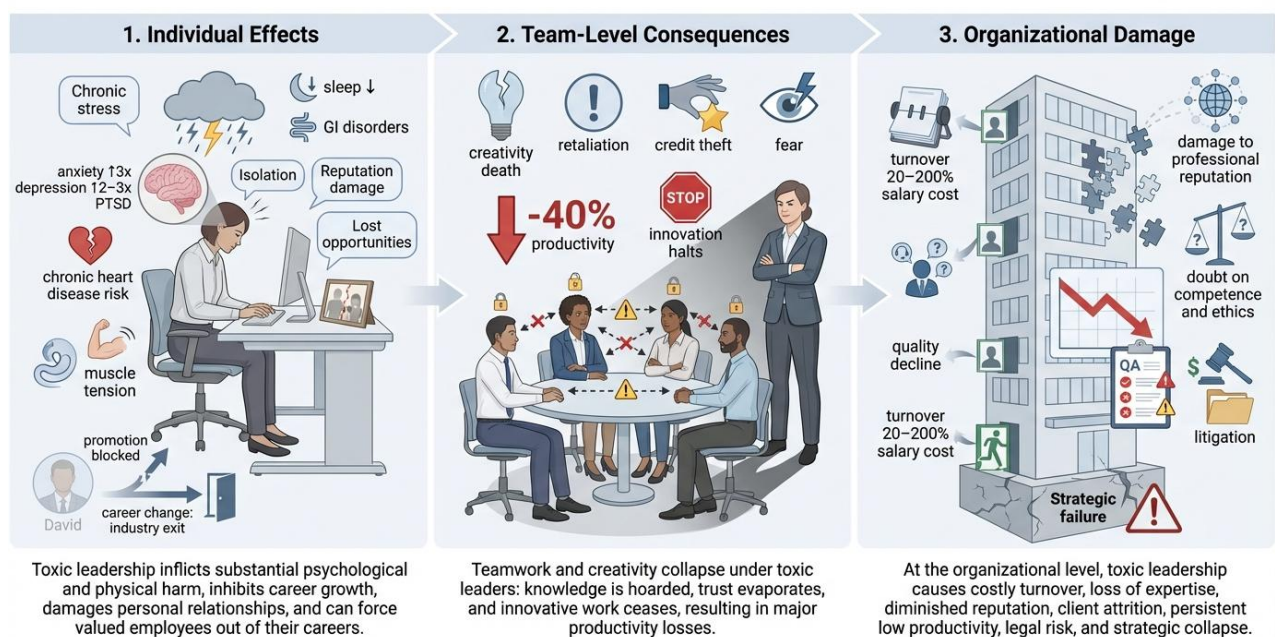 1. Individual Effects
Chronic
stress
sleep ↓
GI disorders
anxiety ↑3x
depression ↑2–3x
PTSD
Isolation
Reputation
damage
Lost
opportunities
chronic heart
disease risk
muscle
tension
promotion
blocked
David
career change:
industry exit
Toxic leadership inflicts substantial psychological
and physical harm, inhibits career growth,
damages personal relationships, and can force
valued employees out of their careers.
2. Team-Level Consequences
creativity
death
retaliation
credit theft
fear
-40%
productivity
STOP
innovation
halts
Teamwork and creativity collapse under toxic
leaders: knowledge is hoarded, trust evaporates,
and innovative work ceases, resulting in major
productivity losses.
3. Organizational Damage
turnover
20–200%
salary cost
damage to
professional
reputation
doubt on
competence
and ethics
quality
decline
QA
$
litigation
turnover
20–200%
salary cost
Strategic
failure
At the organizational level, toxic leadership
causes costly turnover, loss of expertise,
diminished reputation, client attrition, persistent
low productivity, legal risk, and strategic collapse.